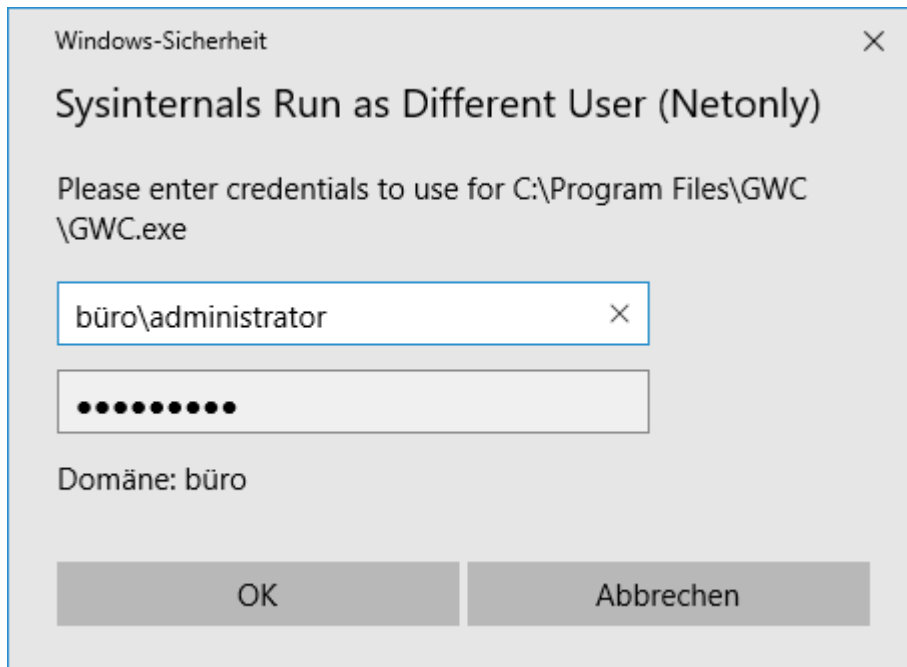 Windows-Sicherheit
Sysinternals Run as Different User (Netonly)
Please enter credentials to use for C:\Program Files\GWC
\GWC.exe
büro\administrator
●●●●●●●●●
Domäne: büro
OK
Abbrechen